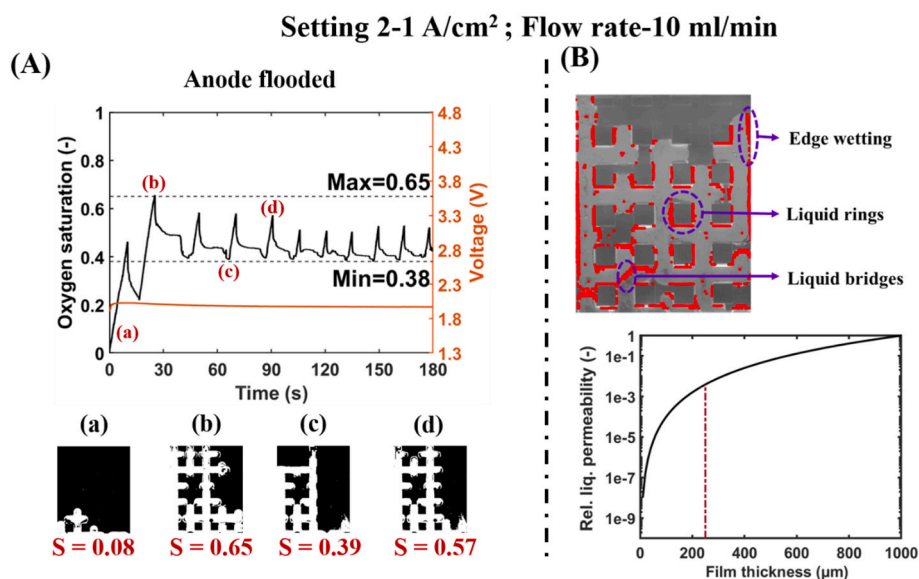 Setting 2-1 A/cm² ; Flow rate-10 ml/min
(A)
Anode flooded
Oxygen saturation (-)
1
0.8
0.6
0.4
0.2
0
(a)
(b)
(c)
(d)
Max=0.65
Min=0.38
4.8
4.3
3.8
3.3
2.8
2.3
1.8
1.3
Voltage (V)
0 30 60 90 120 150 180
Time (s)
(a) (b) (c) (d)
S = 0.08 S = 0.65 S = 0.39 S = 0.57
(B)
Edge wetting
Liquid rings
Liquid bridges
Rel. liq. permeability (-)
1
1e-1
1e-3
1e-5
1e-7
1e-9
0 200 400 600 800 1000
Film thickness (µm)